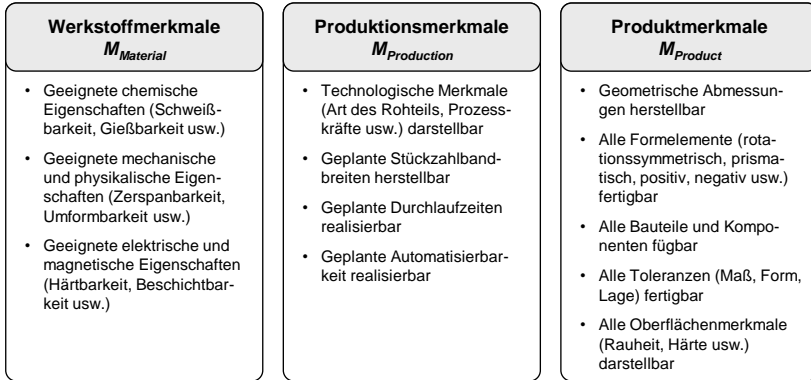 Werkstoffmerkmale
M_Material
• Geeignete chemische
Eigenschaften (Schweiß-
barkeit, Gießbarkeit usw.)
• Geeignete mechanische
und physikalische Eigen-
schaften (Zerspanbarkeit,
Umformbarkeit usw.)
• Geeignete elektrische und
magnetische Eigenschaften
(Härtbarkeit, Beschichtbar-
keit usw.)
Produktionsmerkmale
M_Production
• Technologische Merkmale
(Art des Rohteils, Prozess-
kräfte usw.) darstellbar
• Geplante Stückzahlband-
breiten herstellbar
• Geplante Durchlaufzeiten
realisierbar
• Geplante Automatisierbar-
keit realisierbar
Produktmerkmale
M_Product
• Geometrische Abmessun-
gen herstellbar
• Alle Formelemente (rota-
tionssymmetrisch, prisma-
tisch, positiv, negativ usw.)
fertigbar
• Alle Bauteile und Kompo-
nenten fügbar
• Alle Toleranzen (Maß, Form,
Lage) fertigbar
• Alle Oberflächenmerkmale
(Rauheit, Härte usw.)
darstellbar